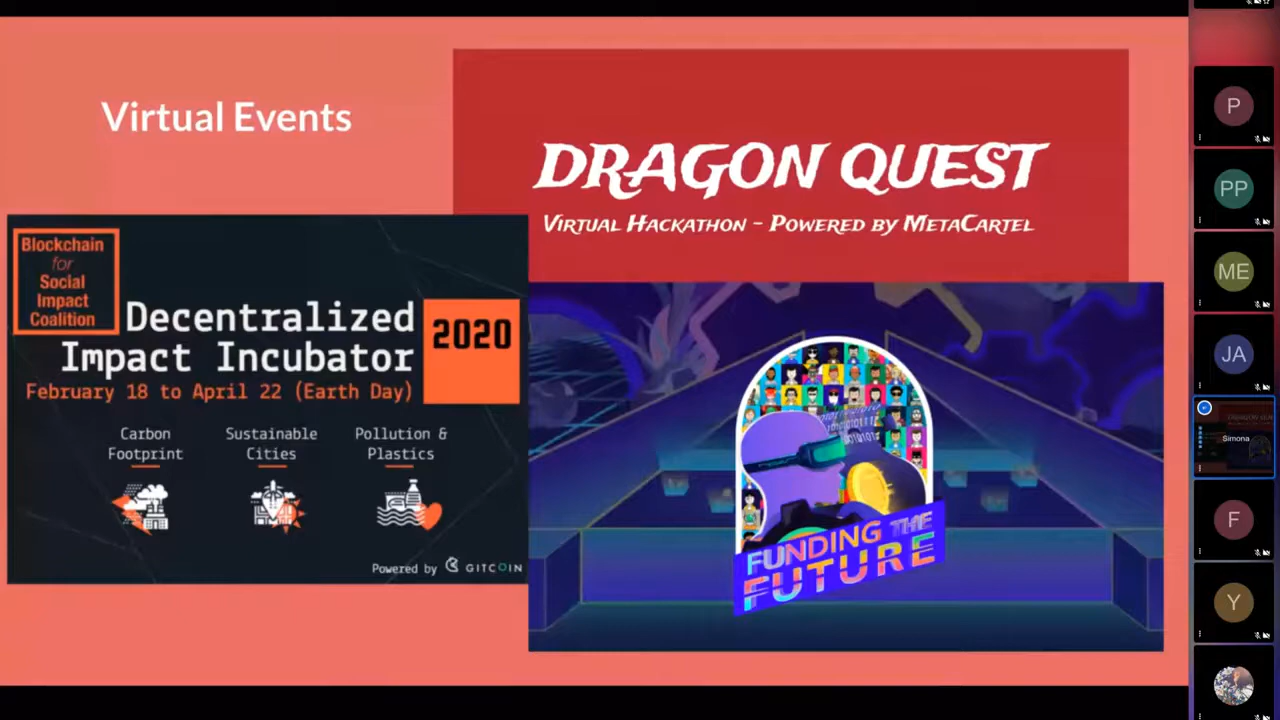 Virtual Events
DRAGON QUEST
VIRTUAL HACKATHON - POWERED BY METACARTEL
Blockchain
for
Social
Impact
Coalition
Decentralized
Impact Incubator
2020
February 18 to April 22 (Earth Day)
Carbon
Footprint
Sustainable
Cities
Pollution &
Plastics
Powered by GITCOIN
FUNDING THE
FUTURE
P
PP
ME
JA
Simona
F
Y